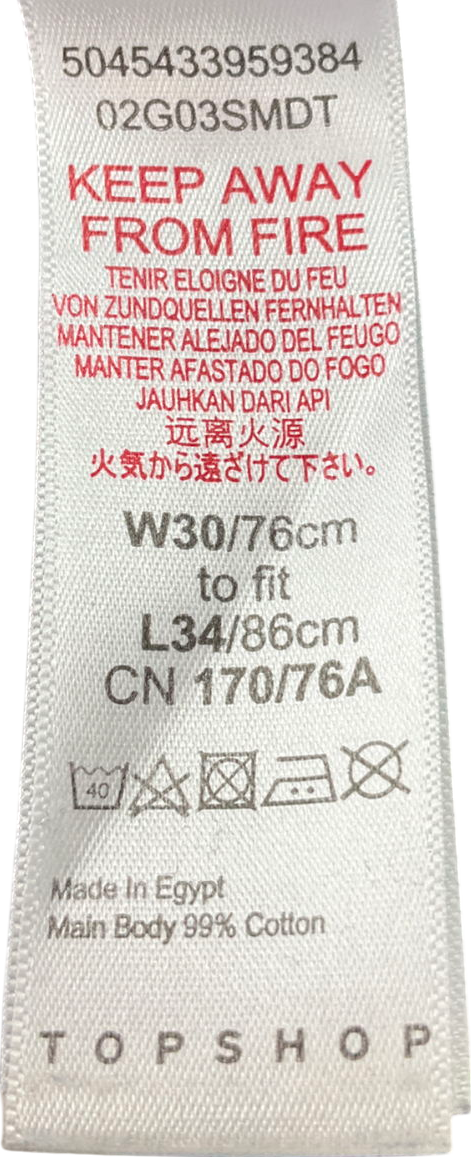 5045433959384
02G03SMDT
KEEP AWAY
FROM FIRE
TENIR ELOIGNE DU FEU
VON ZUNDQUELLEN FERNHALTEN
MANTENER ALEJADO DEL FEUGO
MANTER AFASTADO DO FOGO
JAUHKAN DARI API
远离火源
火気から遠ざけて下さい。
W30/76cm
to fit
L34/86cm
CN 170/76A
40
Made In Egypt
Main Body 99% Cotton
TOPSHOP